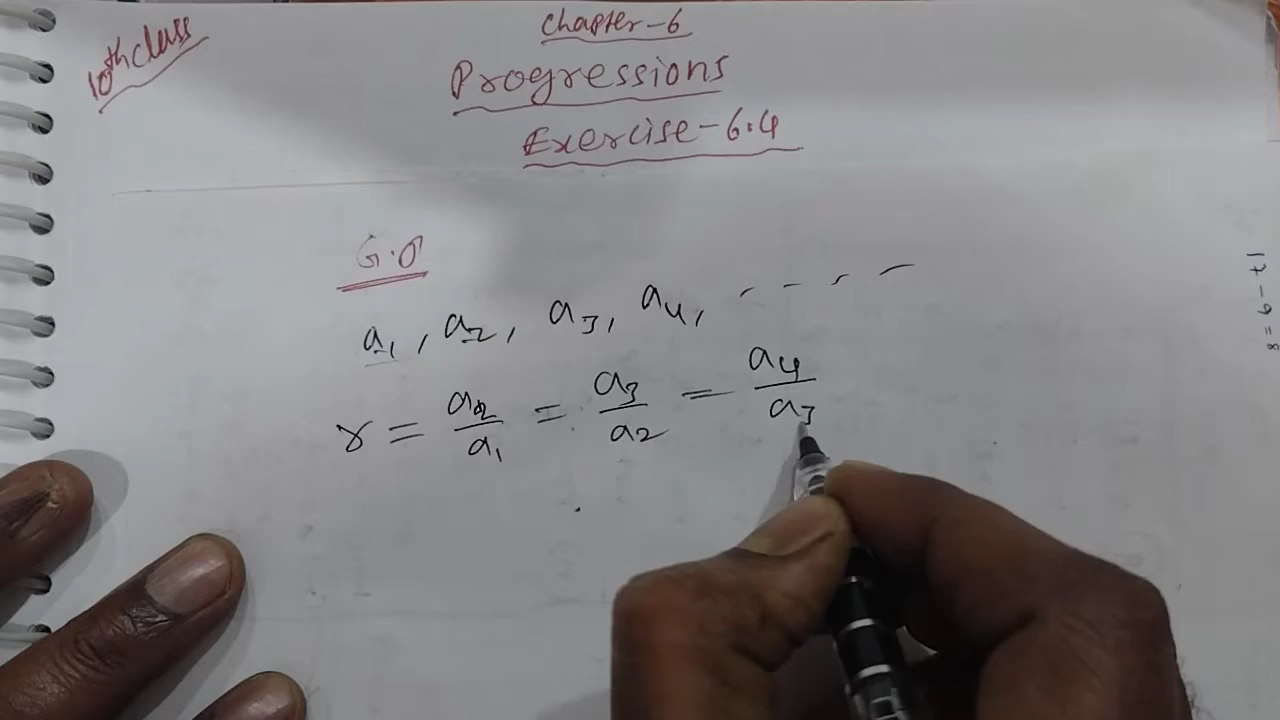 10th class
Chapter-6
Progressions
Exercise-6.4
G.P
a1, a2, a3, a4, - - - -
r = a2/a1 = a3/a2 = a4/a3